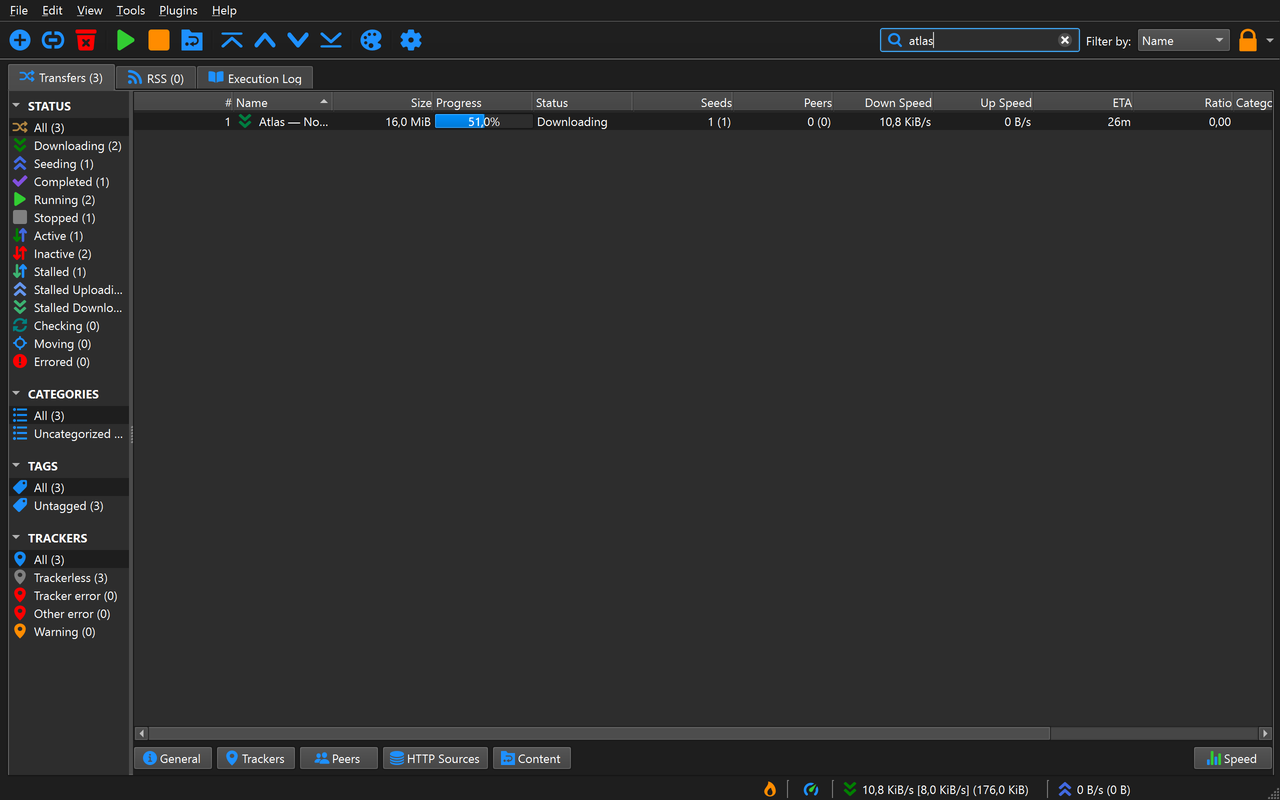 File Edit View Tools Plugins Help
atlas Filter by: Name
Transfers (3) RSS (0) Execution Log
# Name Size Progress Status Seeds Peers Down Speed Up Speed ETA Ratio Catego
1 Atlas — No... 16,0 MiB 51,0% Downloading 1 (1) 0 (0) 10,8 KiB/s 0 B/s 26m 0,00
STATUS
All (3)
Downloading (2)
Seeding (1)
Completed (1)
Running (2)
Stopped (1)
Active (1)
Inactive (2)
Stalled (1)
Stalled Uploadi...
Stalled Downlo...
Checking (0)
Moving (0)
Errored (0)
CATEGORIES
All (3)
Uncategorized ...
TAGS
All (3)
Untagged (3)
TRACKERS
All (3)
Trackerless (3)
Tracker error (0)
Other error (0)
Warning (0)
General Trackers Peers HTTP Sources Content Speed
10,8 KiB/s [8,0 KiB/s] (176,0 KiB) 0 B/s (0 B)